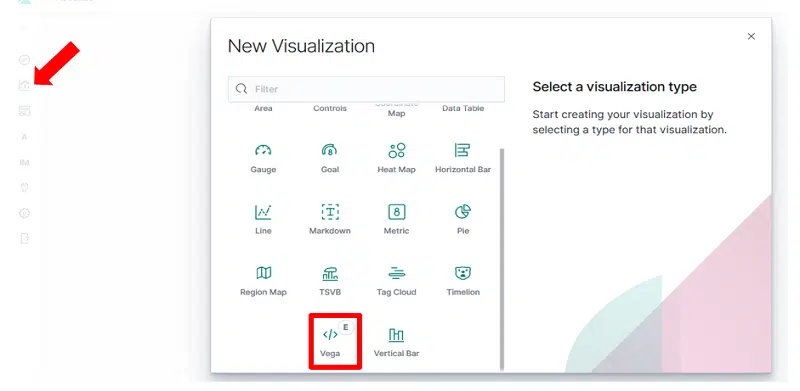 New Visualization
Filter
Select a visualization type
Start creating your visualization by
selecting a type for that visualization.
Area
Controls
Coordinate
Map
Data Table
Gauge
Goal
Heat Map
Horizontal Bar
Line
T
Markdown
8
Metric
Pie
Region Map
TSVB
Tag Cloud
Timelion
E
</>
Vega
Vertical Bar
A
IM